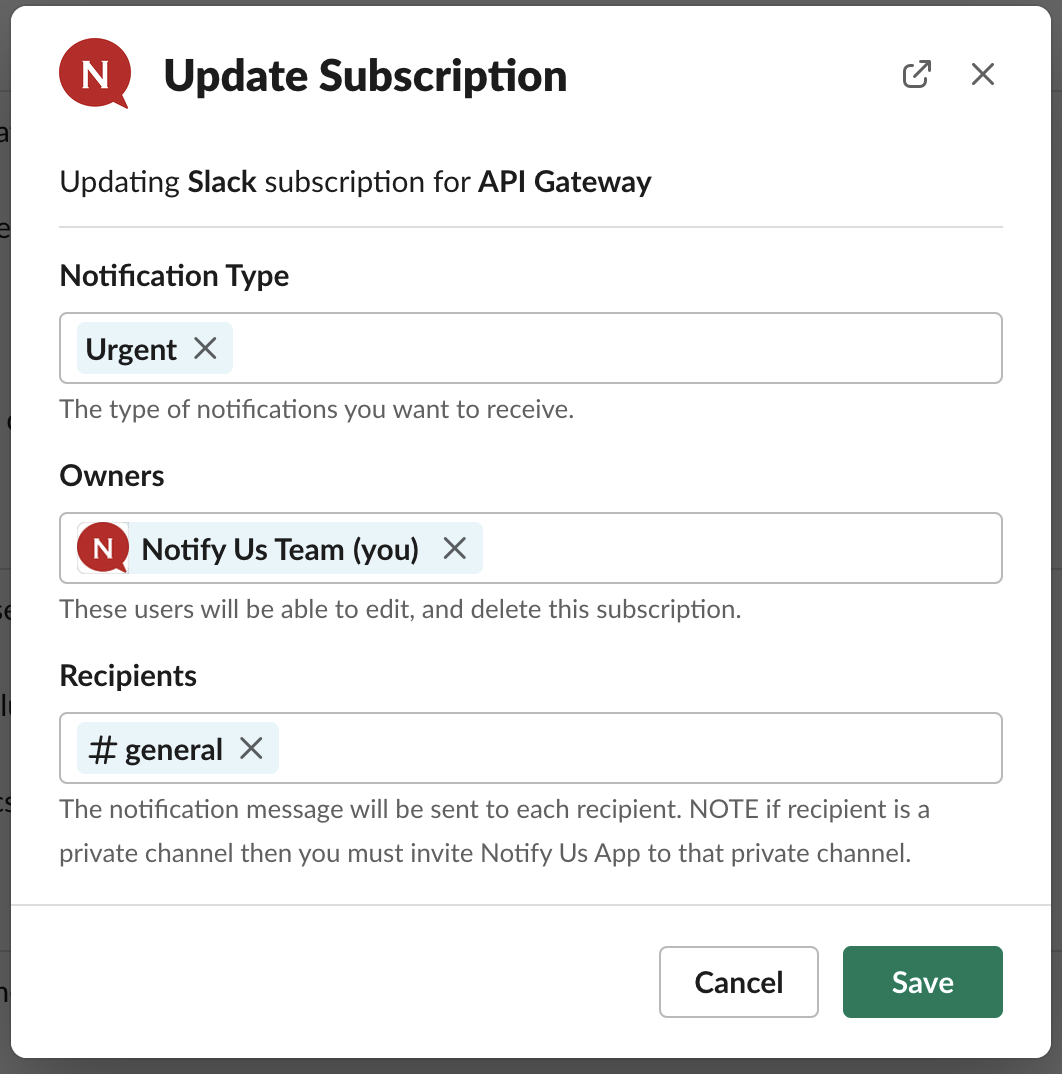 N
Update Subscription
Updating Slack subscription for API Gateway
Notification Type
Urgent
The type of notifications you want to receive.
Owners
N Notify Us Team (you)
These users will be able to edit, and delete this subscription.
Recipients
# general
The notification message will be sent to each recipient. NOTE if recipient is a
private channel then you must invite Notify Us App to that private channel.
Cancel
Save